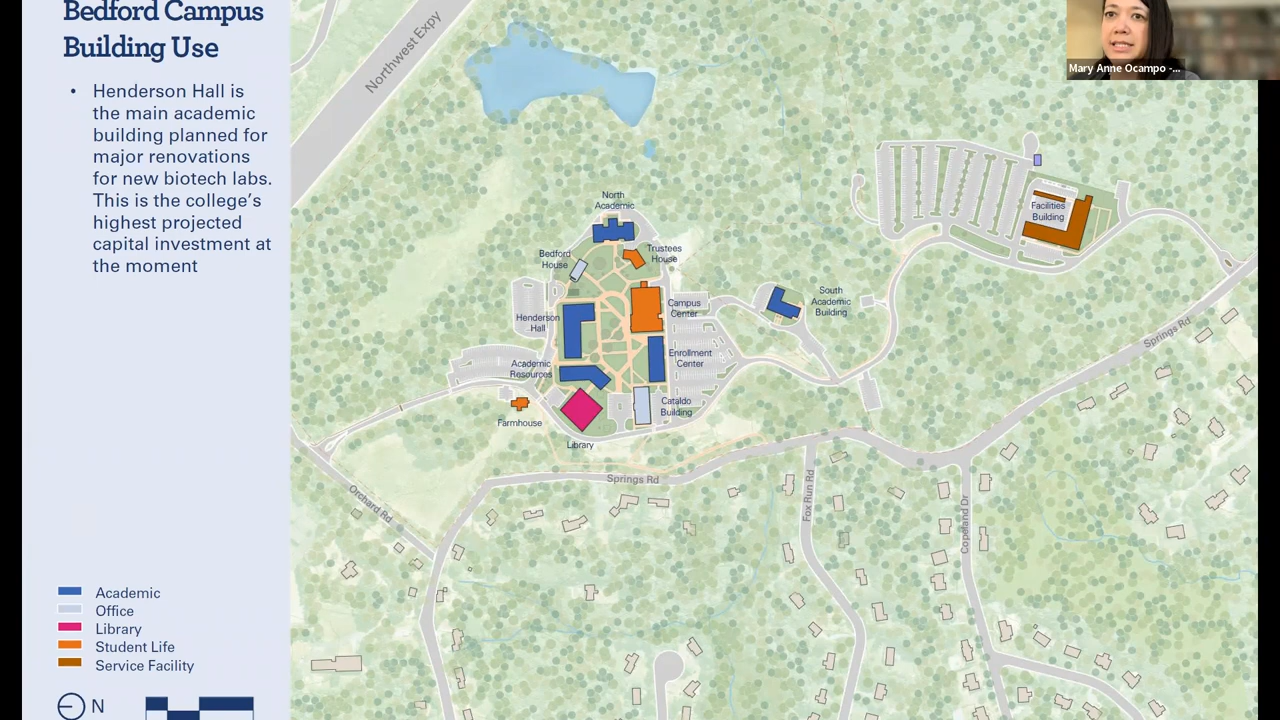 Bedford Campus
Building Use
• Henderson Hall is
the main academic
building planned for
major renovations
for new biotech labs.
This is the college's
highest projected
capital investment at
the moment
Academic
Office
Library
Student Life
Service Facility
N
Northwest Expy
Mary Anne Ocampo -...
North
Academic
Bedford
House
Trustees
House
Facilities
Building
Henderson
Hall
Campus
Center
South
Academic
Building
Academic
Resources
Enrollment
Center
Farmhouse
Cataldo
Building
Library
Springs Rd
Springs Rd
Orchard Rd
Fox Run Rd
Copeland Dr